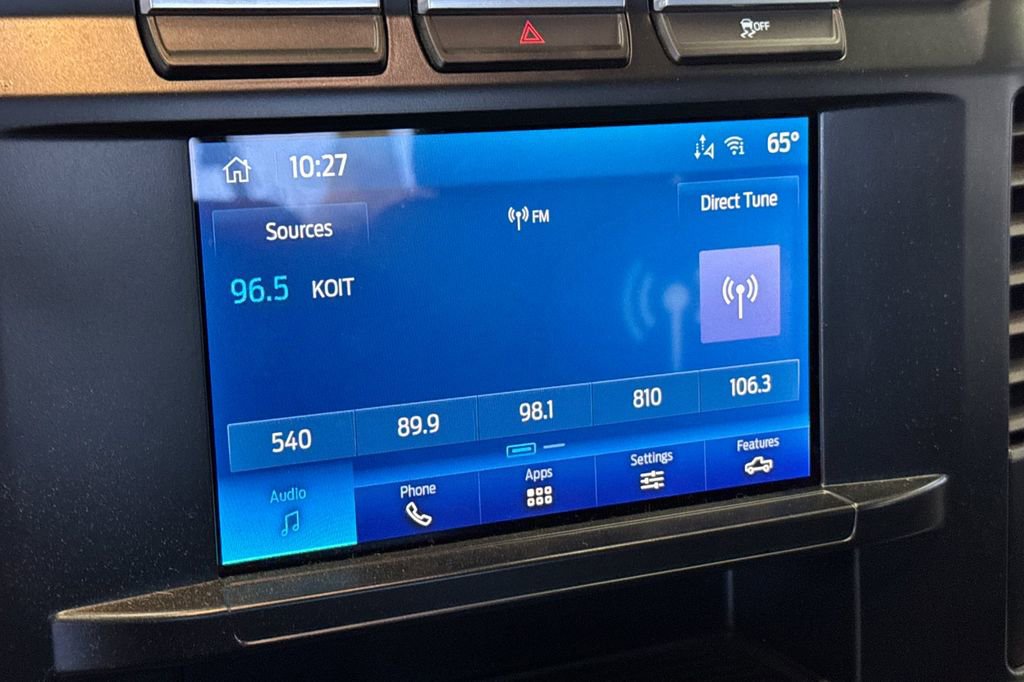 OFF
10:27
65°
Sources
FM
Direct Tune
96.5 KOIT
540 89.9 98.1 810 106.3
Audio Phone Apps Settings Features